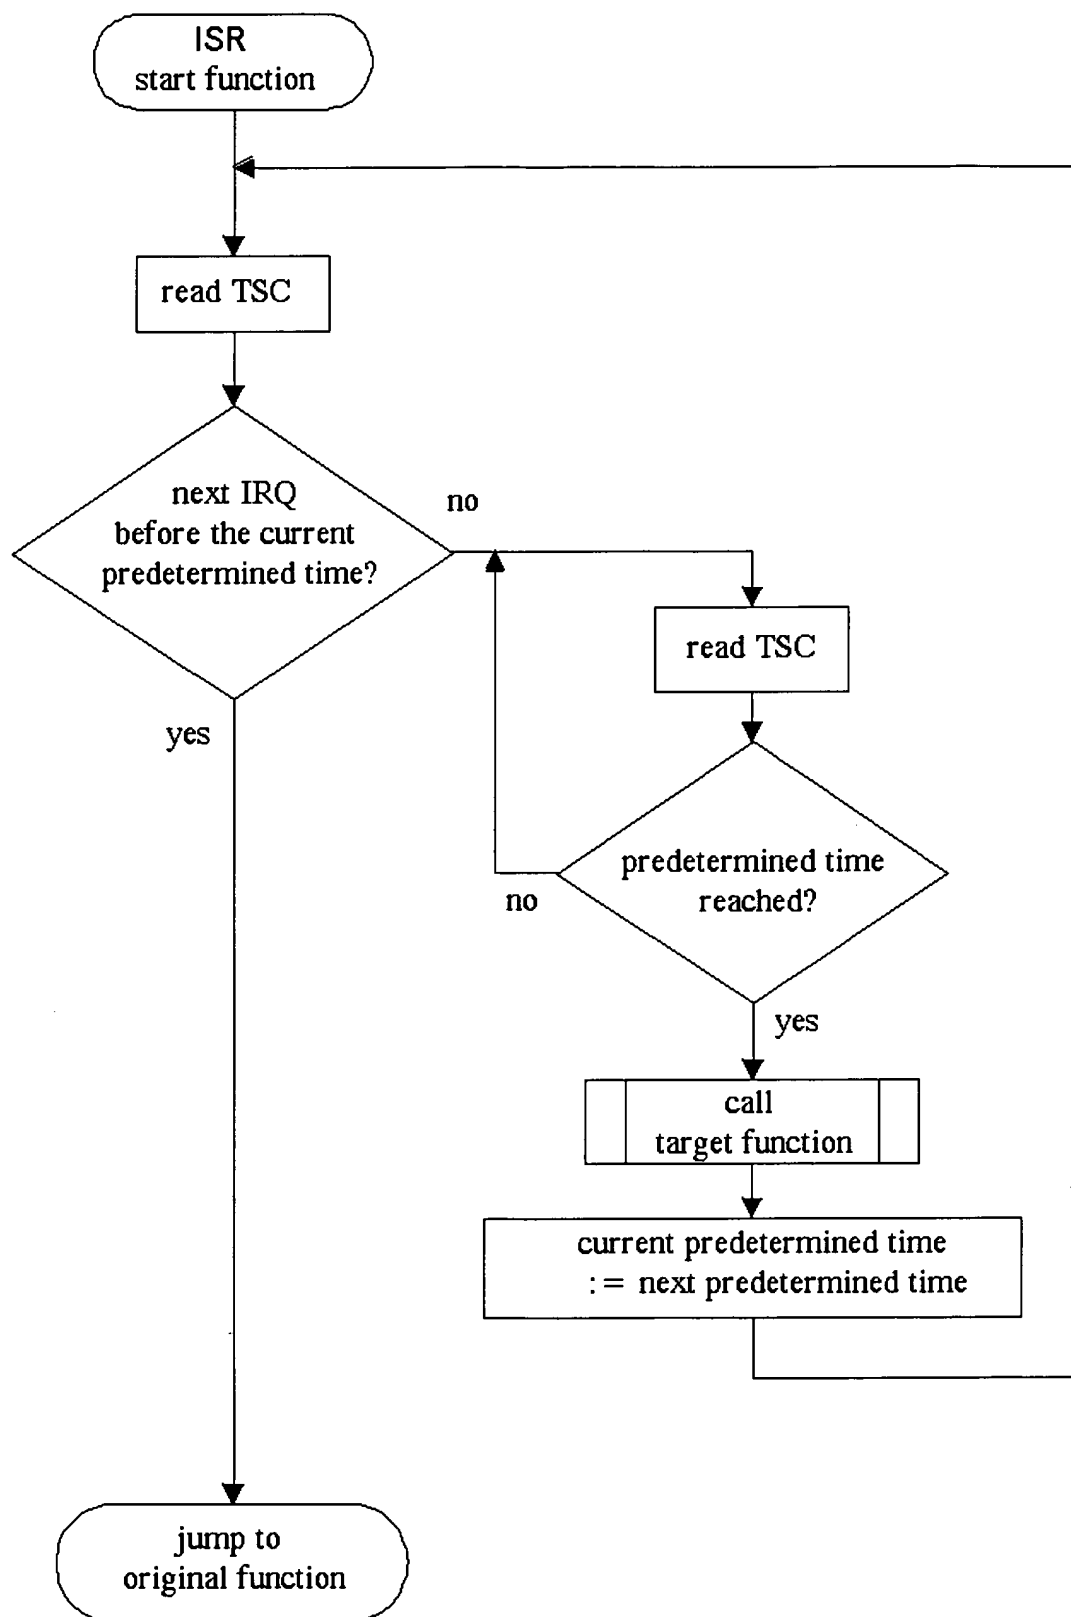 ISR
start function
read TSC
next IRQ
before the current
predetermined time?
no
yes
read TSC
predetermined time
reached?
no
yes
call
target function
current predetermined time
:= next predetermined time
jump to
original function